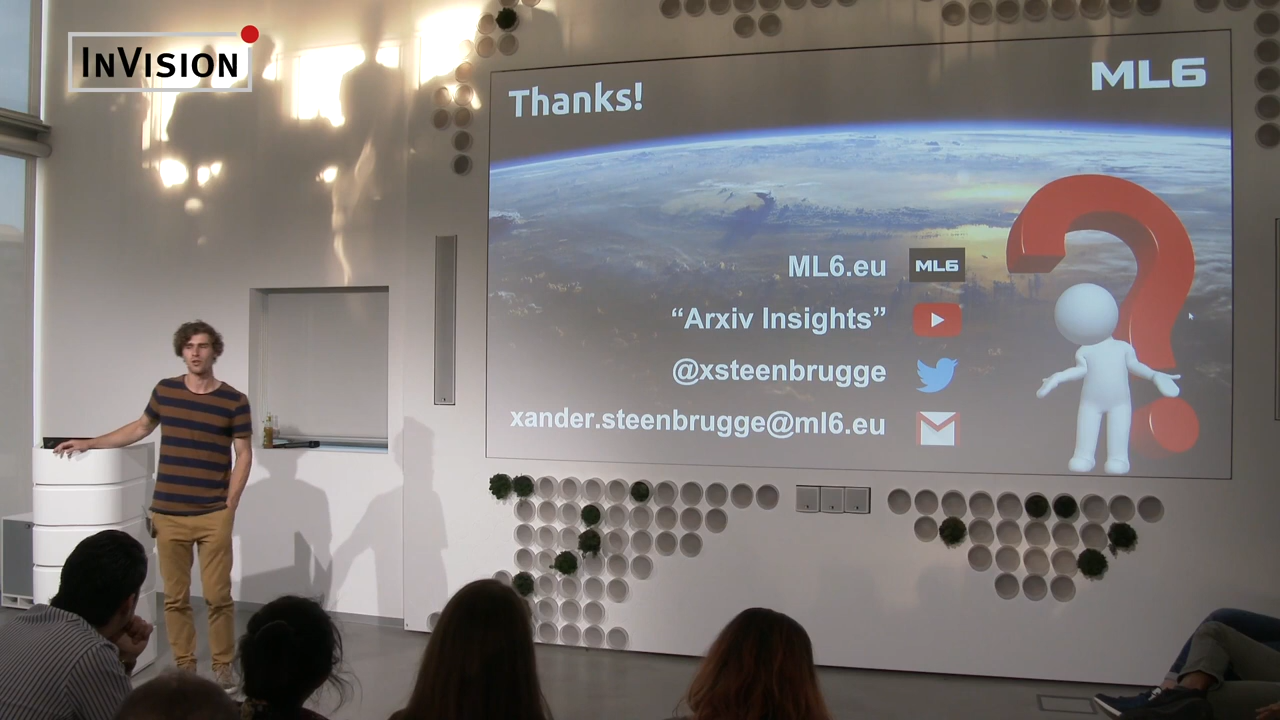 INVISION
Thanks!
ML6
ML6.eu
ML6
“Arxiv Insights”
@xsteenbrugge
xander.steenbrugge@ml6.eu